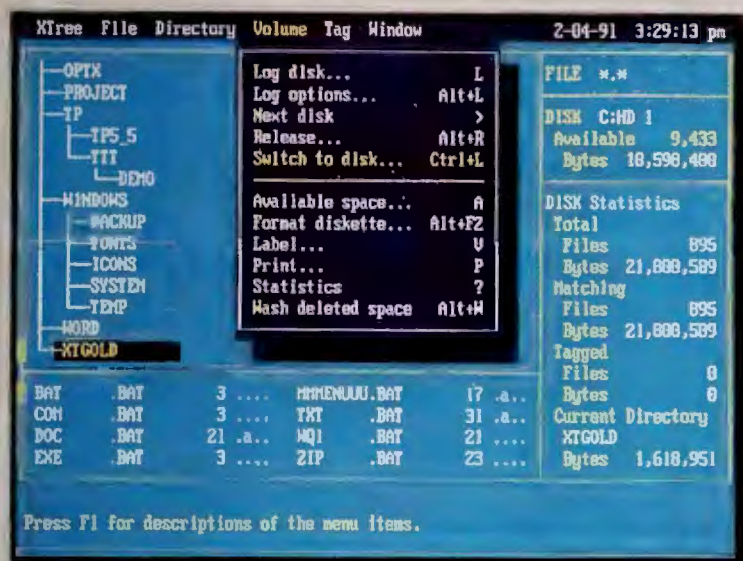 XTree File Directory Volume Tag Window 2-04-91 3:29:13 pm
OPTX
PROJECT
TP
TP5_5
TTT
DEMO
WINDOWS
BACKUP
FONTS
ICONS
SYSTEM
TEMP
WORD
XTGOLD
Log disk... L
Log options... Alt+L
Next disk >
Release... Alt+R
Switch to disk... Ctrl+L
Available space... A
Format diskette... Alt+F2
Label... V
Print... P
Statistics ?
Wash deleted space Alt+W
FILE *.*
DISK C:HD 1
Available 9,433
Bytes 10,598,400
DISK Statistics
Total
Files 895
Bytes 21,808,589
Matching
Files 895
Bytes 21,808,589
Tagged
Files 0
Bytes 0
Current Directory
XTGOLD
Bytes 1,618,951
BAT .BAT 3 .... MMMENUUU.BAT 17 .a..
COM .BAT 3 .... TXT .BAT 31 .a..
DOC .BAT 21 .a.. WQ1 .BAT 21 ....
EXE .BAT 3 .... ZIP .BAT 23 ....
Press F1 for descriptions of the menu items.